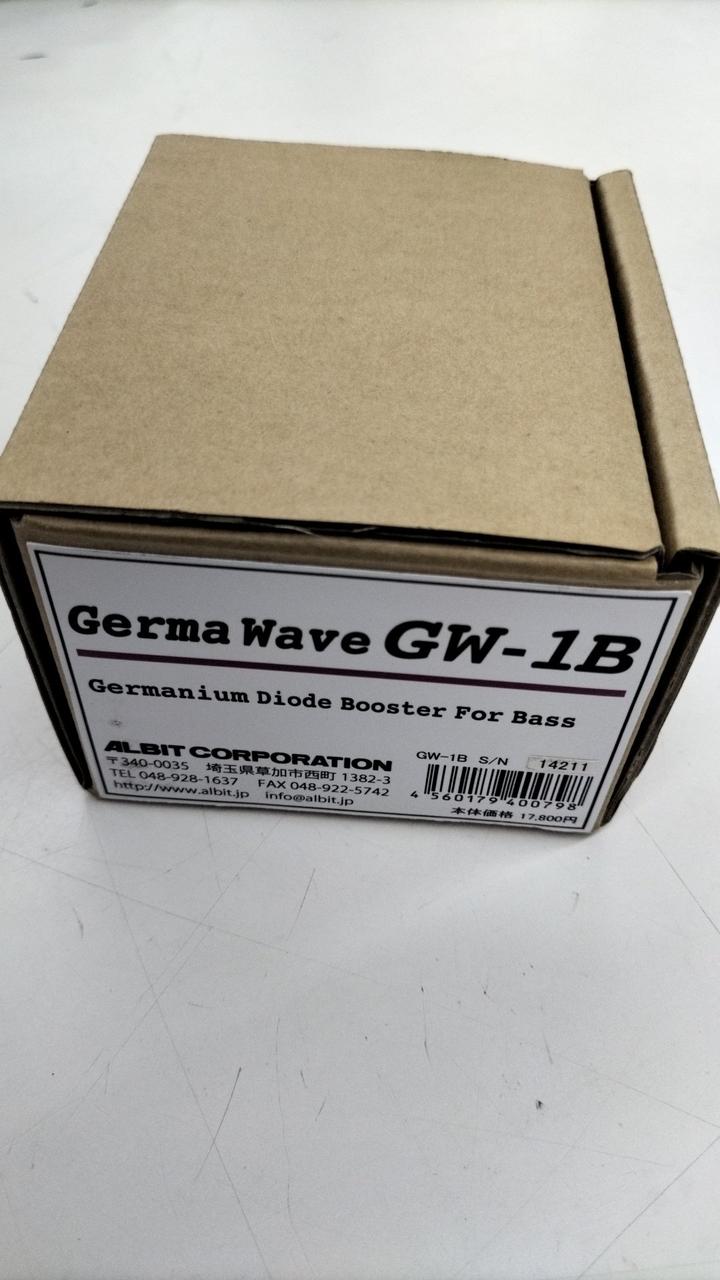 Germa Wave GW-1B
Germanium Diode Booster For Bass
ALBIT CORPORATION
〒340-0035 埼玉県草加市西町 1382-3
TEL 048-928-1637 FAX 048-922-5742
http://www.albit.jp info@albit.jp
GW-1B S/N 14211
4 560179 400798
本体価格 17,800円